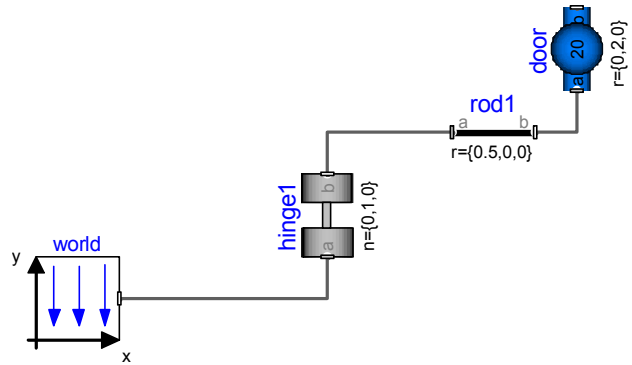 door
b
20
a
r={0,2,0}
rod1
a
b
r={0.5,0,0}
hinge1
b
a
n={0,1,0}
world
y
x